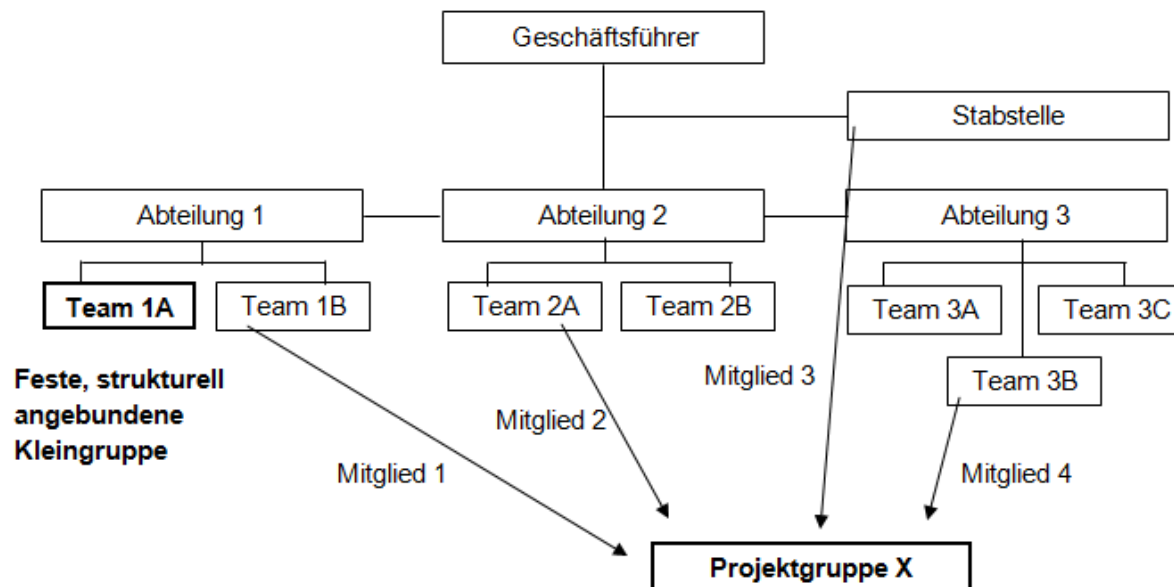 Geschäftsführer
Stabstelle
Abteilung 1
Abteilung 2
Abteilung 3
Team 1A
Team 1B
Team 2A
Team 2B
Team 3A
Team 3C
Team 3B
Feste, strukturell
angebundene
Kleingruppe
Mitglied 3
Mitglied 2
Mitglied 1
Mitglied 4
Projektgruppe X